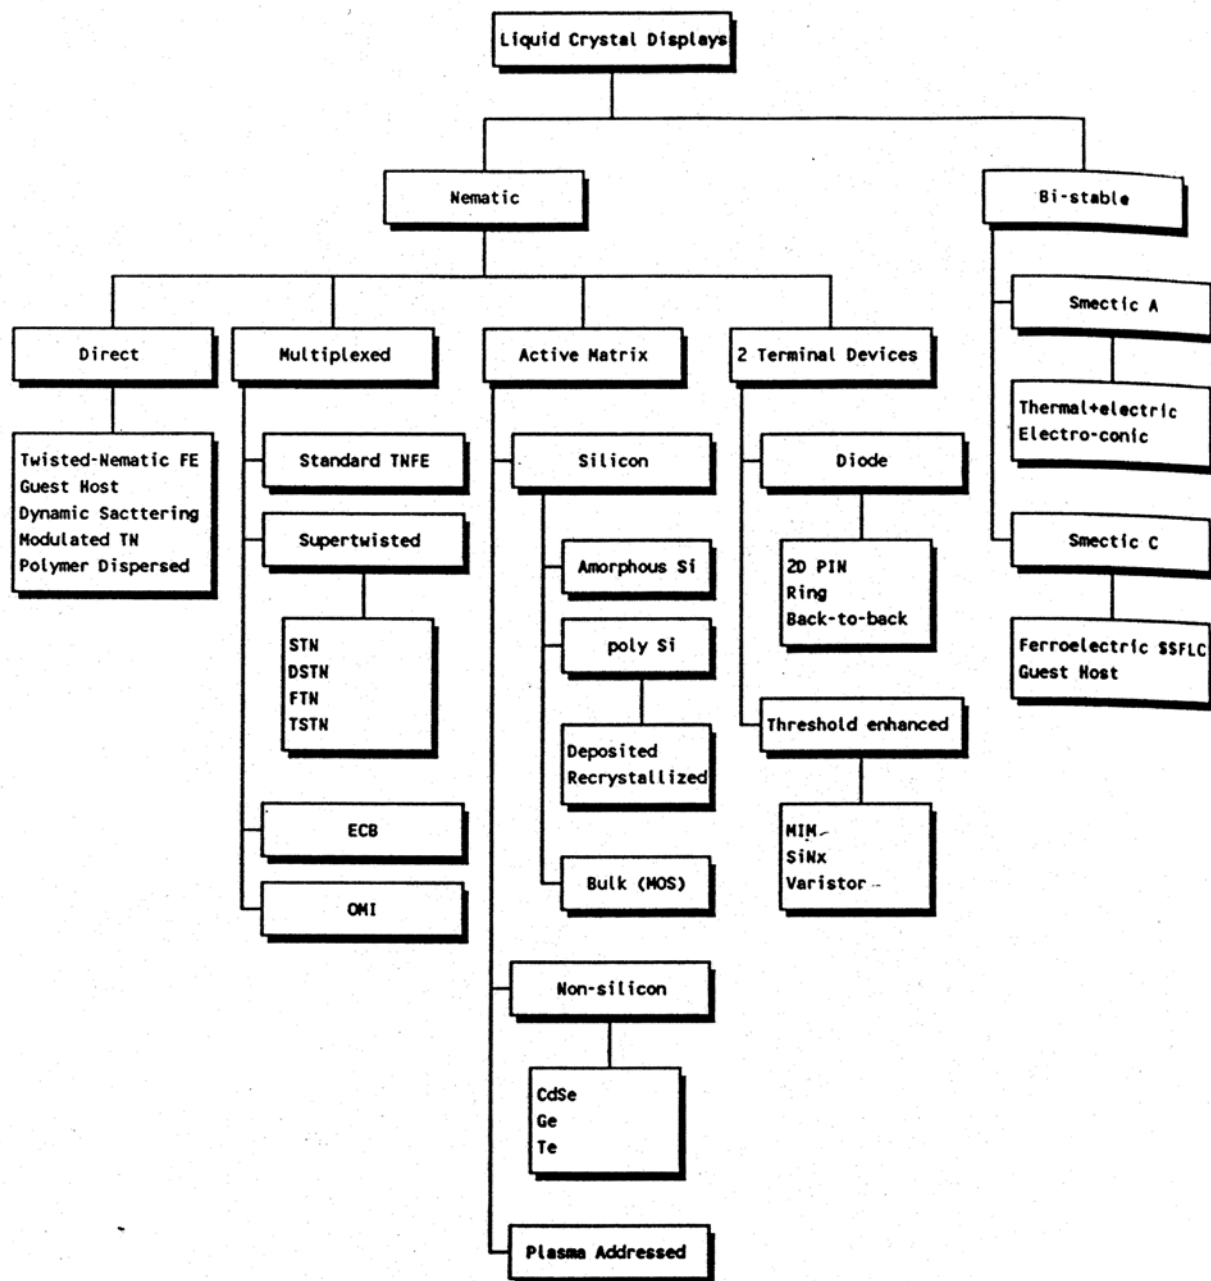 Liquid Crystal Displays
Nematic
Bi-stable
Direct
Multiplexed
Active Matrix
2 Terminal Devices
Smectic A
Twisted-Nematic FE
Guest Host
Dynamic Sacttering
Modulated TN
Polymer Dispersed
Standard TNFE
Supertwisted
STN
DSTN
FTN
TSTN
ECB
OMI
Silicon
Amorphous Si
poly Si
Deposited
Recrystallized
Bulk (MOS)
Non-silicon
CdSe
Ge
Te
Plasma Addressed
Diode
2D PIN
Ring
Back-to-back
Threshold enhanced
MIM
SiNx
Varistor
Thermal+electric
Electro-conic
Smectic C
Ferroelectric SSFLC
Guest Host